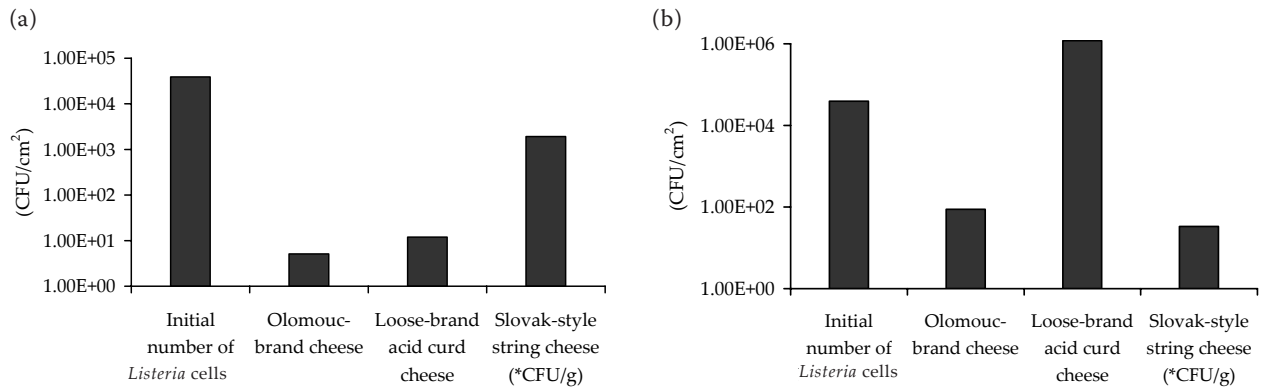 (a)
(CFU/cm²)
1.00E+05
1.00E+04
1.00E+03
1.00E+02
1.00E+01
1.00E+00
Initial
number of
Listeria cells
Olomouc-
brand cheese
Loose-brand
acid curd
cheese
Slovak-style
string cheese
(*CFU/g)
(b)
(CFU/cm²)
1.00E+06
1.00E+04
1.00E+02
1.00E+00
Initial
number of
Listeria cells
Olomouc-
brand cheese
Loose-brand
acid curd
cheese
Slovak-style
string cheese
(*CFU/g)